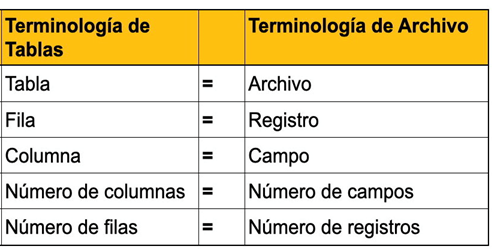 Terminología de Tablas Terminología de Archivo
Tabla = Archivo
Fila = Registro
Columna = Campo
Número de columnas = Número de campos
Número de filas = Número de registros